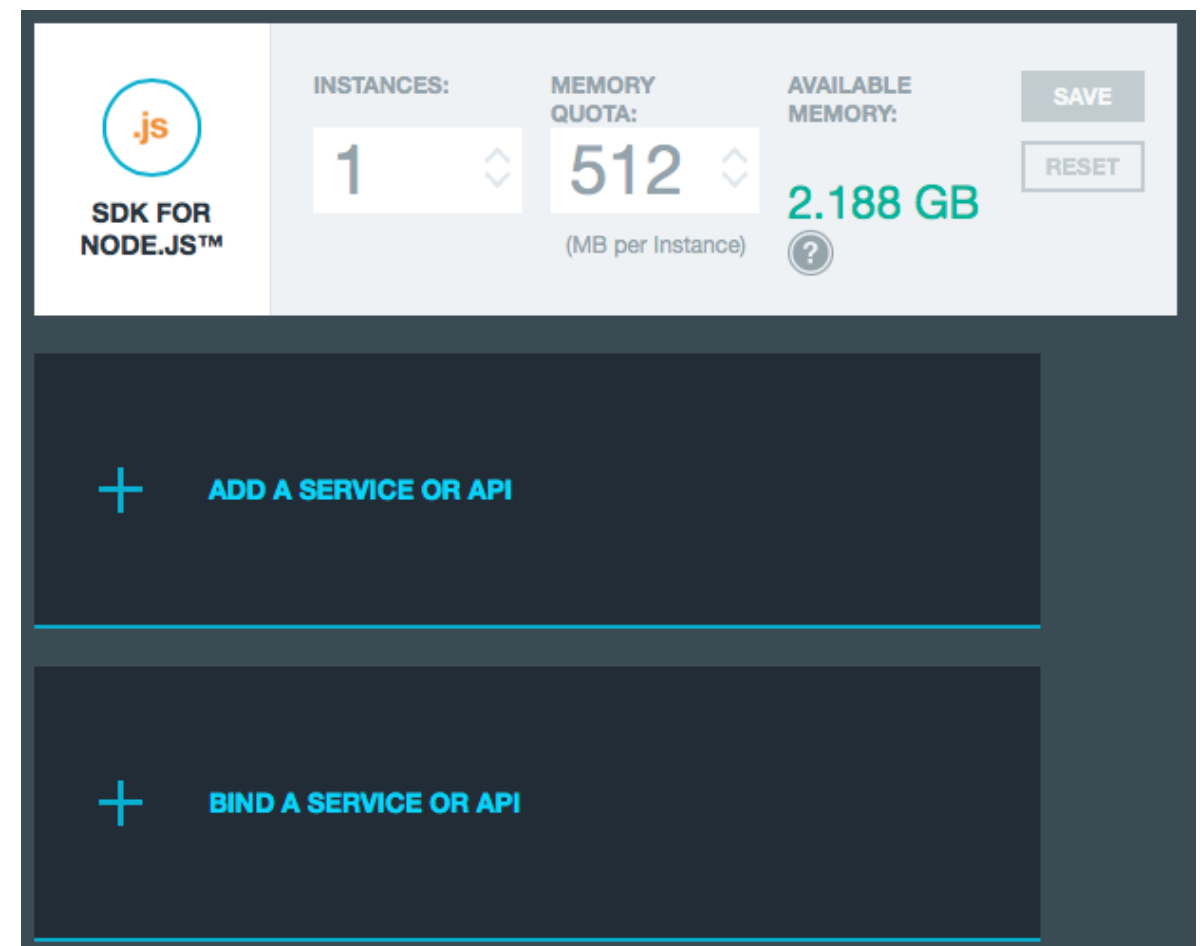 .js
SDK FOR
NODE.JS™
INSTANCES:
1
MEMORY
QUOTA:
512
(MB per Instance)
AVAILABLE
MEMORY:
2.188 GB
?
SAVE
RESET
ADD A SERVICE OR API
BIND A SERVICE OR API